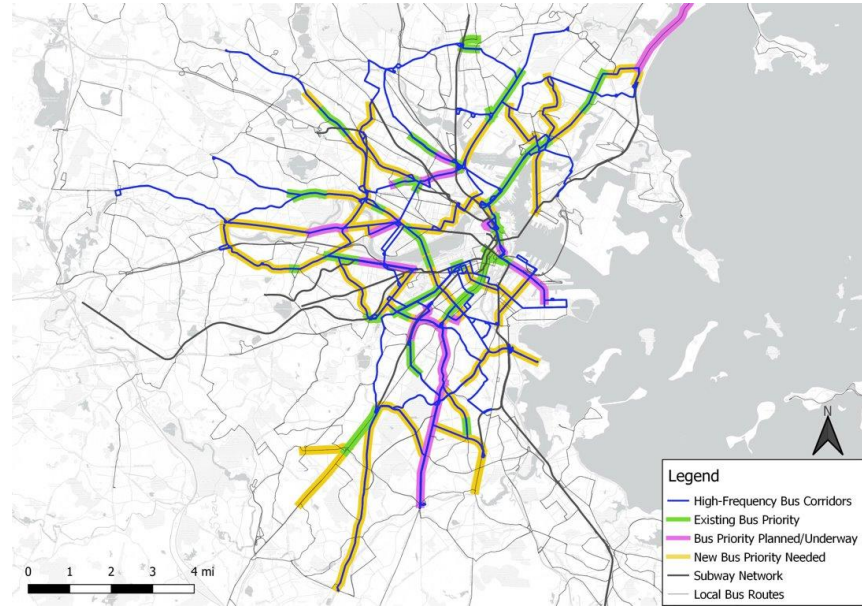 N
Legend
High-Frequency Bus Corridors
Existing Bus Priority
Bus Priority Planned/Underway
New Bus Priority Needed
Subway Network
Local Bus Routes
0 1 2 3 4 mi